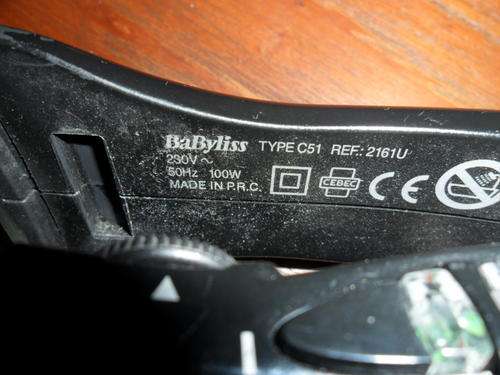 BaByliss TYPE C51 REF.: 2161U
230V ~
50Hz 100W
MADE IN P.R.C.
CEBEC
CE